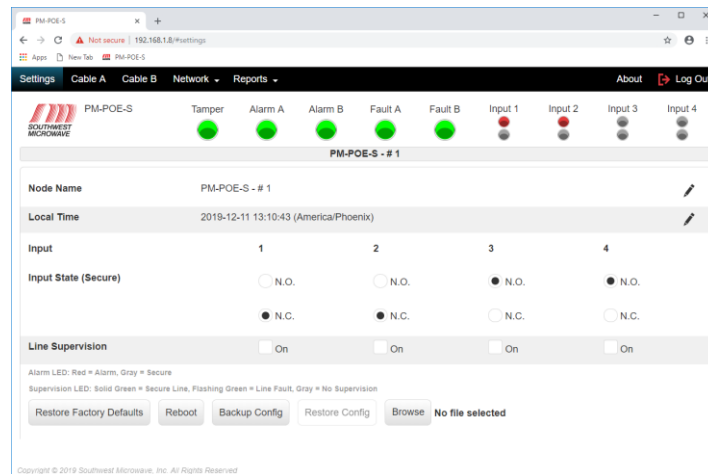 PM-POE-S
Not secure | 192.168.1.8/#settings
Apps New Tab PM-POE-S
Settings Cable A Cable B Network Reports About Log Ou
SOUTHWEST MICROWAVE
PM-POE-S Tamper Alarm A Alarm B Fault A Fault B Input 1 Input 2 Input 3 Input 4
PM-POE-S - # 1
Node Name PM-POE-S - # 1
Local Time 2019-12-11 13:10:43 (America/Phoenix)
Input 1 2 3 4
Input State (Secure) N.O. N.O. N.O. N.O.
N.C. N.C. N.C. N.C.
Line Supervision On On On On
Alarm LED: Red = Alarm, Gray = Secure
Supervision LED: Solid Green = Secure Line, Flashing Green = Line Fault, Gray = No Supervision
Restore Factory Defaults Reboot Backup Config Restore Config Browse No file selected
Copyright © 2019 Southwest Microwave, Inc. All Rights Reserved